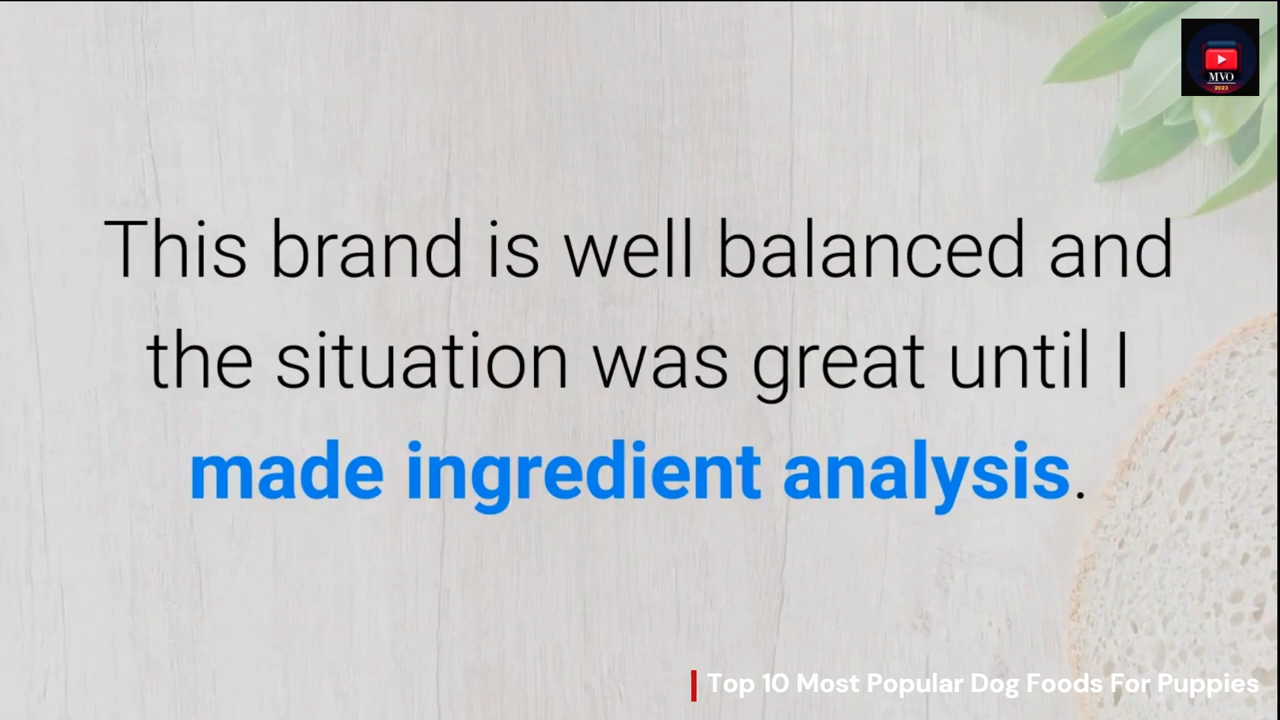 MVO
2023
This brand is well balanced and
the situation was great until I
made ingredient analysis.
Top 10 Most Popular Dog Foods For Puppies